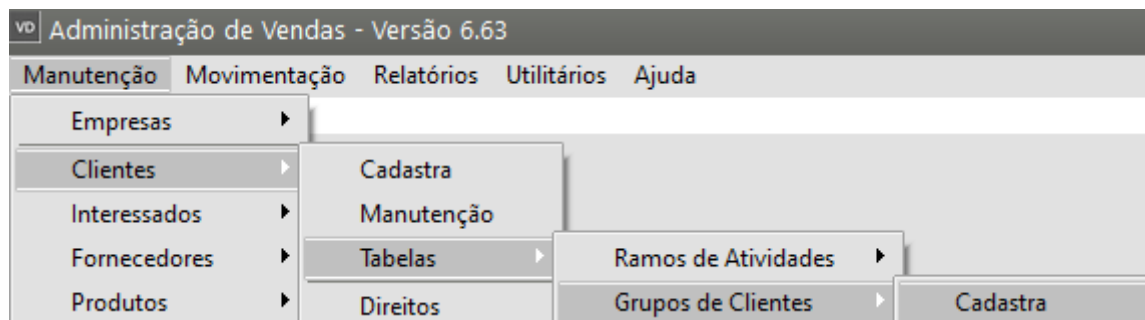 VD Administração de Vendas - Versão 6.63
Manutenção Movimentação Relatórios Utilitários Ajuda
Empresas
Clientes Cadastra
Interessados Manutenção
Fornecedores Tabelas Ramos de Atividades
Produtos Direitos Grupos de Clientes Cadastra